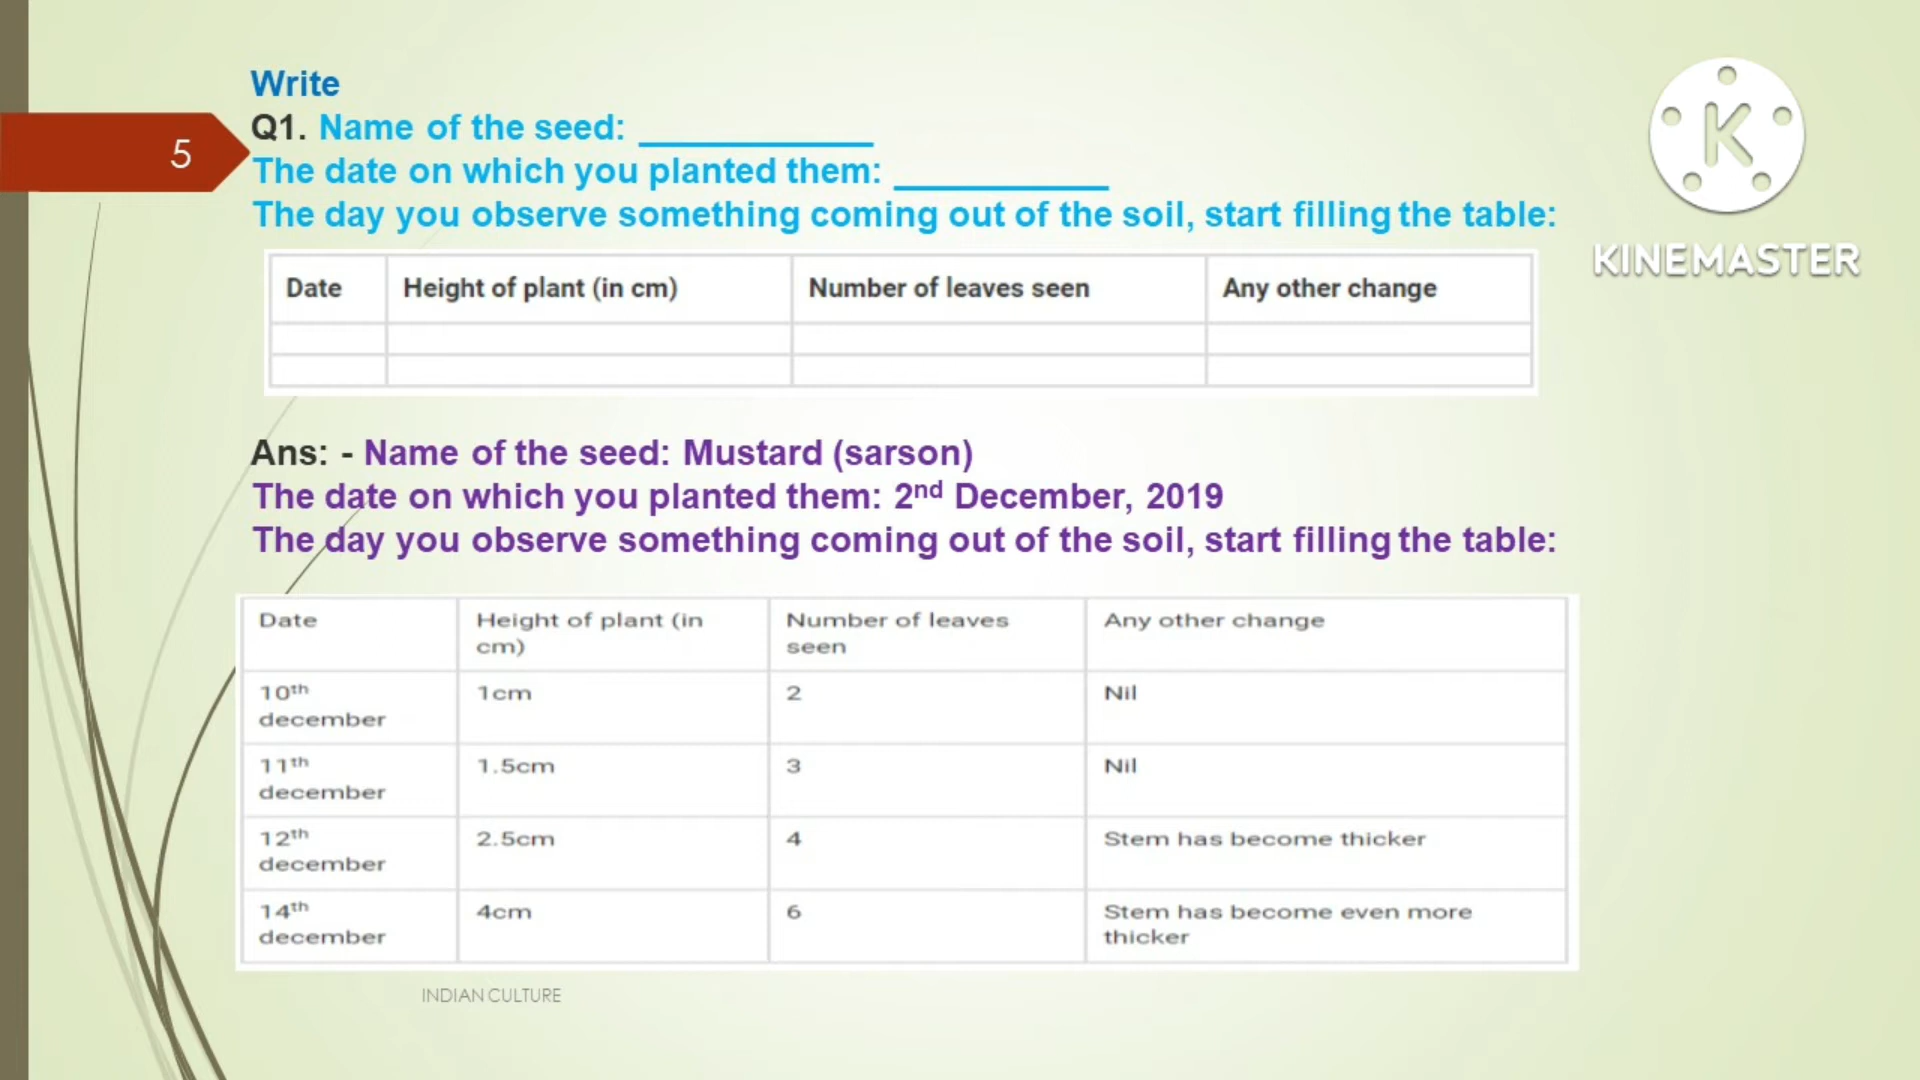 Write
Q1. Name of the seed: ____________
5
The date on which you planted them: ___________
The day you observe something coming out of the soil, start filling the table:
K
KINEMASTER
Date Height of plant (in cm) Number of leaves seen Any other change
Ans: - Name of the seed: Mustard (sarson)
The date on which you planted them: 2nd December, 2019
The day you observe something coming out of the soil, start filling the table:
Date Height of plant (in Number of leaves Any other change
cm) seen
10th 1cm 2 Nil
december
11th 1.5cm 3 Nil
december
12th 2.5cm 4 Stem has become thicker
december
14th 4cm 6 Stem has become even more
december thicker
INDIAN CULTURE